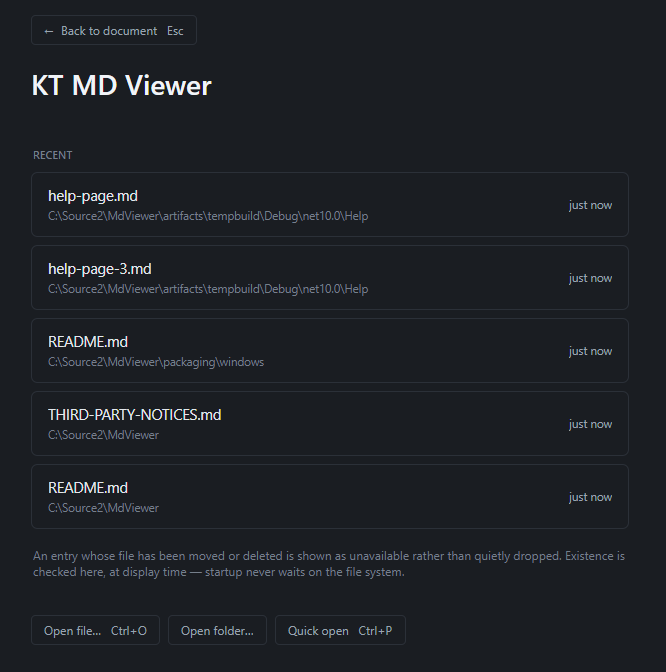 ← Back to document Esc
KT MD Viewer
RECENT
help-page.md
C:\Source2\MdViewer\artifacts\tempbuild\Debug\net10.0\Help
just now
help-page-3.md
C:\Source2\MdViewer\artifacts\tempbuild\Debug\net10.0\Help
just now
README.md
C:\Source2\MdViewer\packaging\windows
just now
THIRD-PARTY-NOTICES.md
C:\Source2\MdViewer
just now
README.md
C:\Source2\MdViewer
just now
An entry whose file has been moved or deleted is shown as unavailable rather than quietly dropped. Existence is
checked here, at display time — startup never waits on the file system.
Open file... Ctrl+O
Open folder...
Quick open Ctrl+P